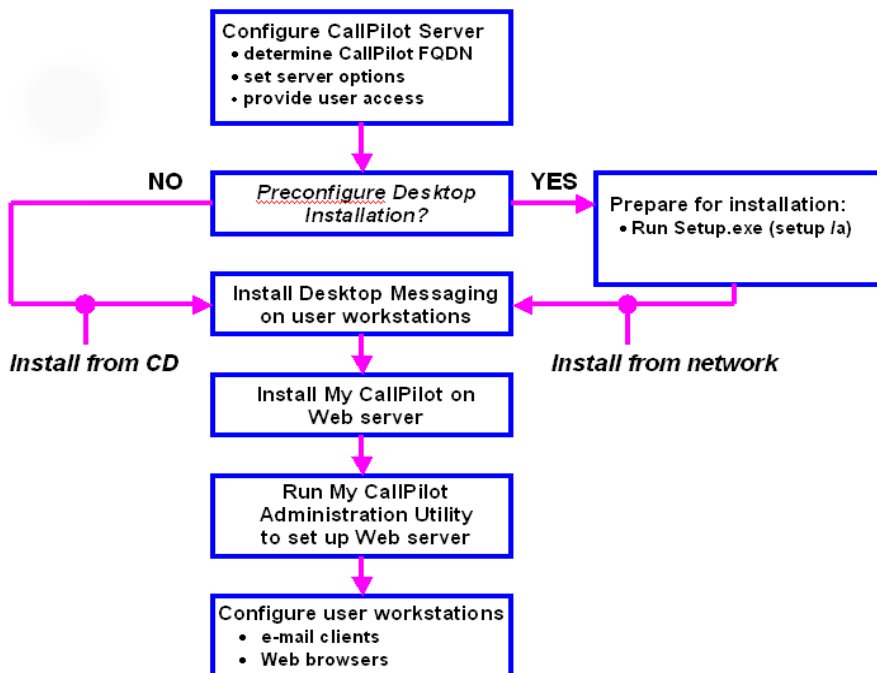 Configure CallPilot Server
• determine CallPilot FQDN
• set server options
• provide user access
NO
Preconfigure Desktop
Installation?
YES
Prepare for installation:
• Run Setup.exe (setup /a)
Install Desktop Messaging
on user workstations
Install from CD
Install from network
Install My CallPilot on
Web server
Run My CallPilot
Administration Utility
to set up Web server
Configure user workstations
• e-mail clients
• Web browsers